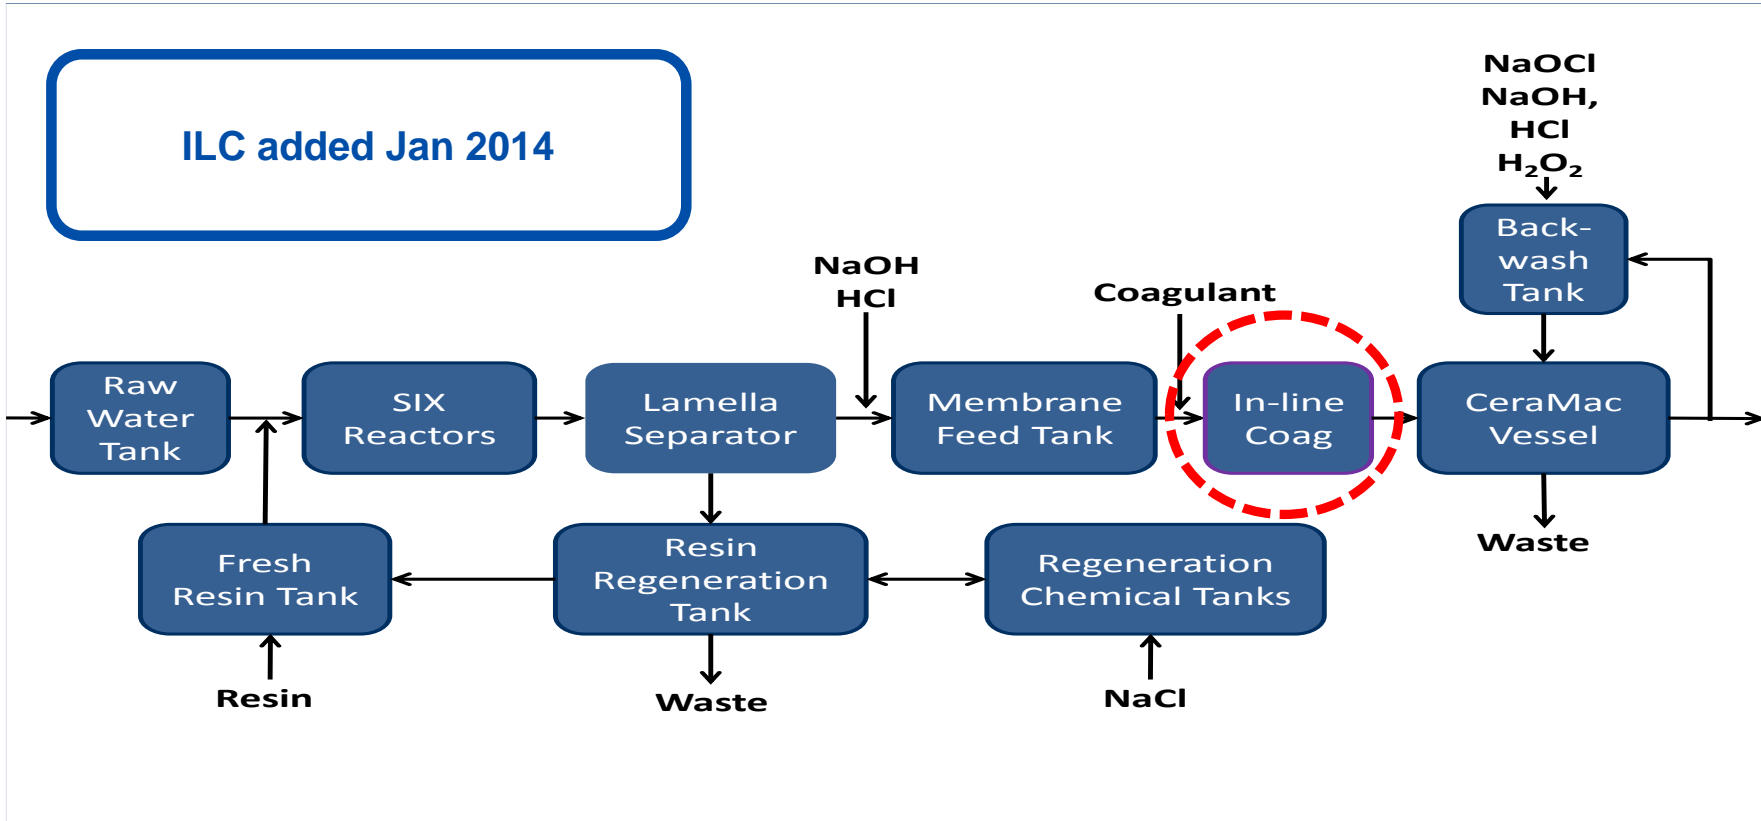 ILC added Jan 2014
NaOCl
NaOH,
HCl
H₂O₂
Back-
wash
Tank
NaOH
HCl
Coagulant
Raw
Water
Tank
SIX
Reactors
Lamella
Separator
Membrane
Feed Tank
In-line
Coag
CeraMac
Vessel
Waste
Fresh
Resin Tank
Resin
Regeneration
Tank
Regeneration
Chemical Tanks
Resin
Waste
NaCl